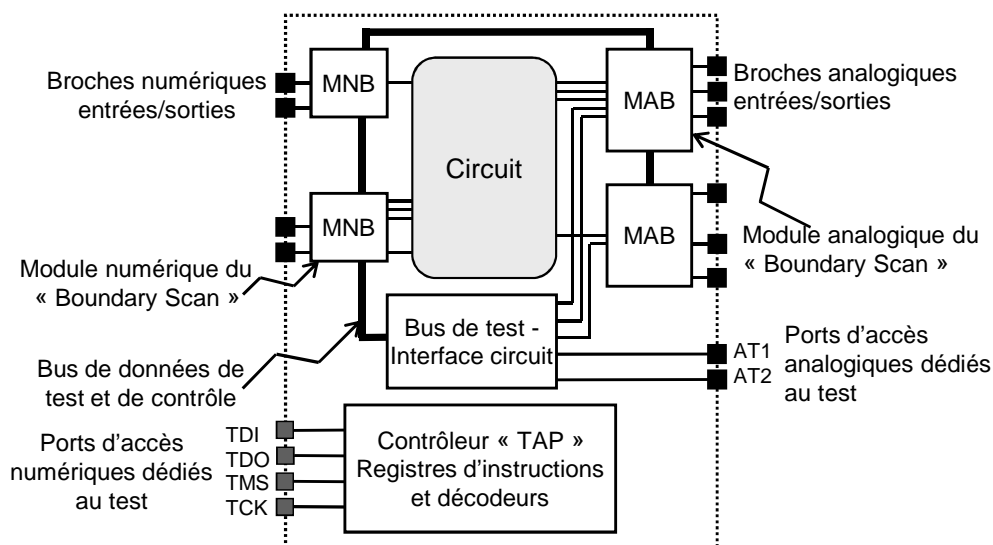 Broches numériques
entrées/sorties
MNB
MAB
Broches analogiques
entrées/sorties
Circuit
MNB
MAB
Module numérique du
« Boundary Scan »
Module analogique du
« Boundary Scan »
Bus de test -
Interface circuit
Bus de données de
test et de contrôle
AT1
AT2
Ports d’accès
analogiques dédiés
au test
Ports d’accès
numériques dédiés
au test
TDI
TDO
TMS
TCK
Contrôleur « TAP »
Registres d’instructions
et décodeurs